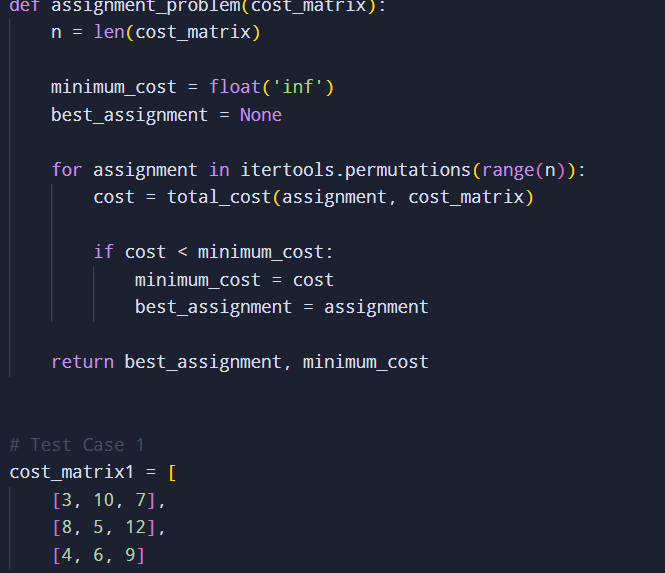 def assignment_problem(cost_matrix):
    n = len(cost_matrix)
    minimum_cost = float('inf')
    best_assignment = None
    for assignment in itertools.permutations(range(n)):
        cost = total_cost(assignment, cost_matrix)
        if cost < minimum_cost:
            minimum_cost = cost
            best_assignment = assignment
    return best_assignment, minimum_cost
# Test Case 1
cost_matrix1 = [
    [3, 10, 7],
    [8, 5, 12],
    [4, 6, 9]